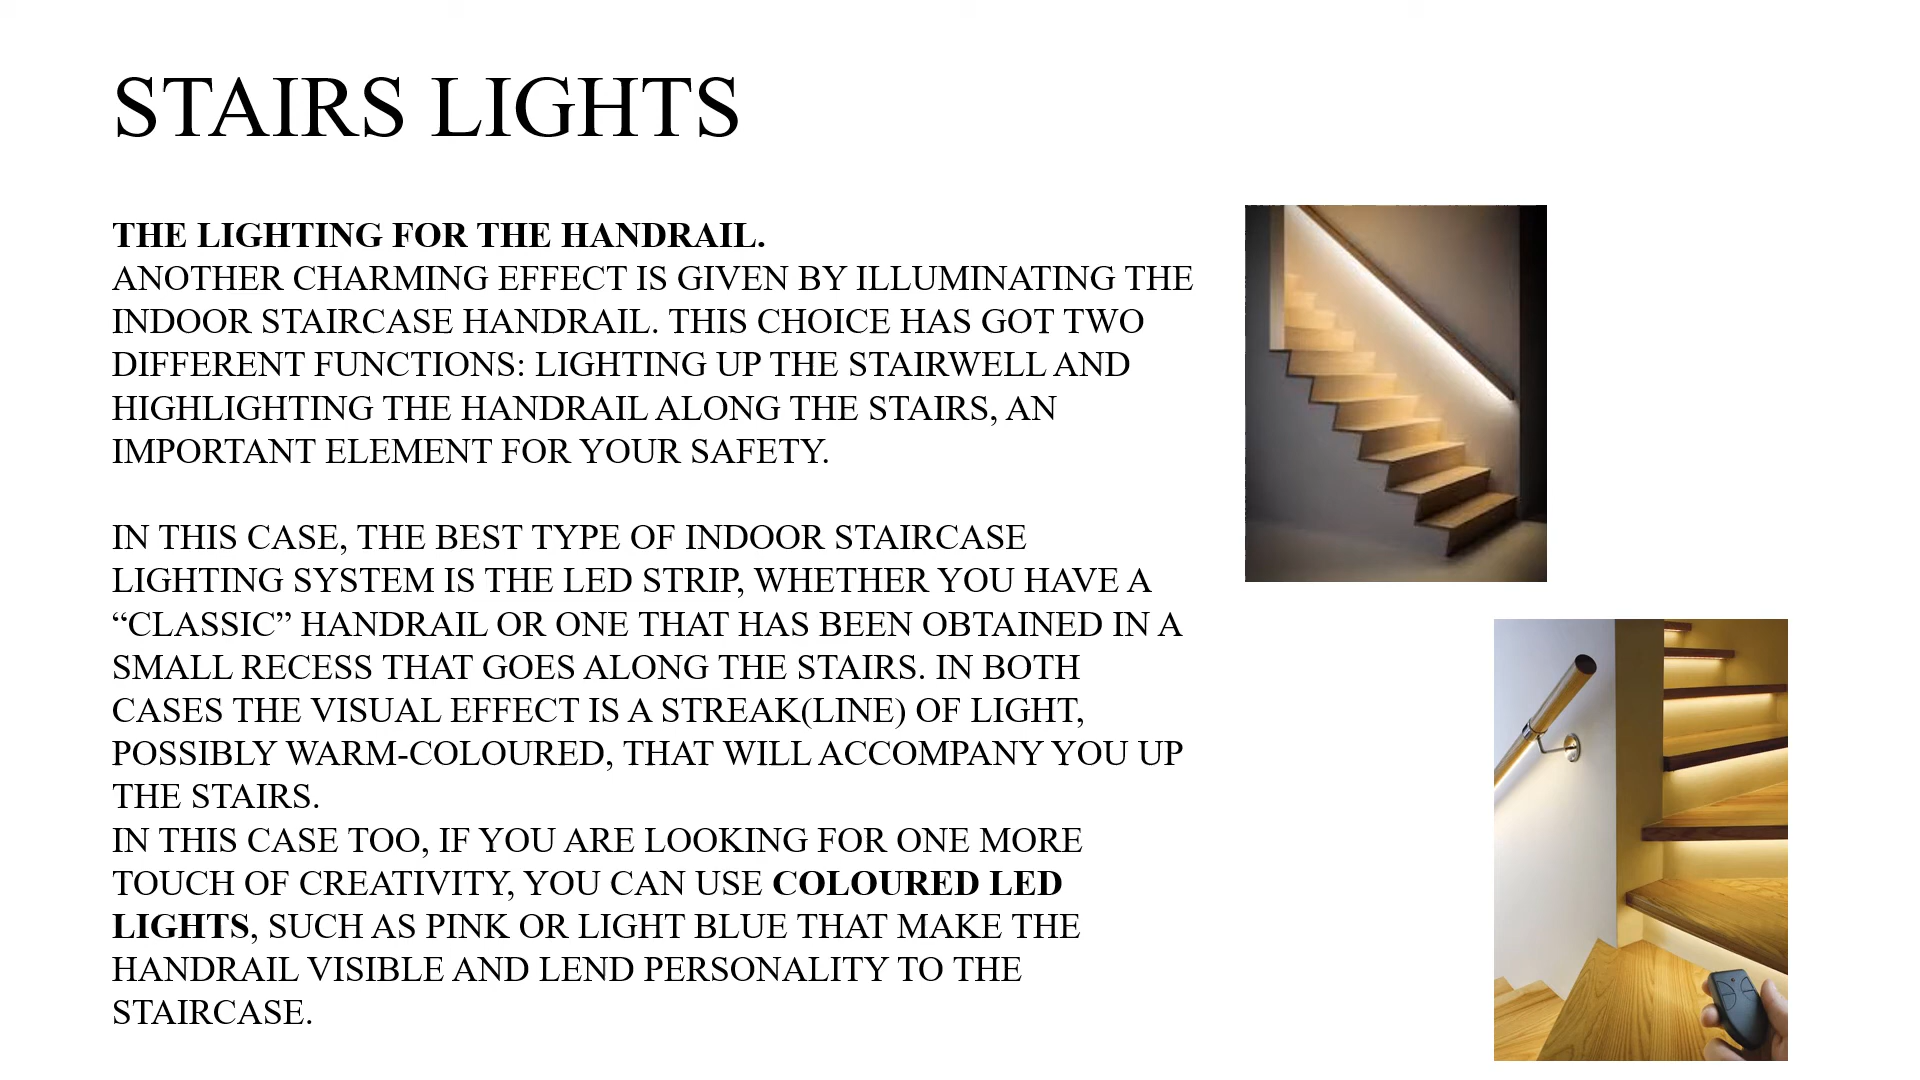 STAIRS LIGHTS
THE LIGHTING FOR THE HANDRAIL.
ANOTHER CHARMING EFFECT IS GIVEN BY ILLUMINATING THE
INDOOR STAIRCASE HANDRAIL. THIS CHOICE HAS GOT TWO
DIFFERENT FUNCTIONS: LIGHTING UP THE STAIRWELL AND
HIGHLIGHTING THE HANDRAIL ALONG THE STAIRS, AN
IMPORTANT ELEMENT FOR YOUR SAFETY.
IN THIS CASE, THE BEST TYPE OF INDOOR STAIRCASE
LIGHTING SYSTEM IS THE LED STRIP, WHETHER YOU HAVE A
“CLASSIC” HANDRAIL OR ONE THAT HAS BEEN OBTAINED IN A
SMALL RECESS THAT GOES ALONG THE STAIRS. IN BOTH
CASES THE VISUAL EFFECT IS A STREAK(LINE) OF LIGHT,
POSSIBLY WARM-COLOURED, THAT WILL ACCOMPANY YOU UP
THE STAIRS.
IN THIS CASE TOO, IF YOU ARE LOOKING FOR ONE MORE
TOUCH OF CREATIVITY, YOU CAN USE COLOURED LED
LIGHTS, SUCH AS PINK OR LIGHT BLUE THAT MAKE THE
HANDRAIL VISIBLE AND LEND PERSONALITY TO THE
STAIRCASE.